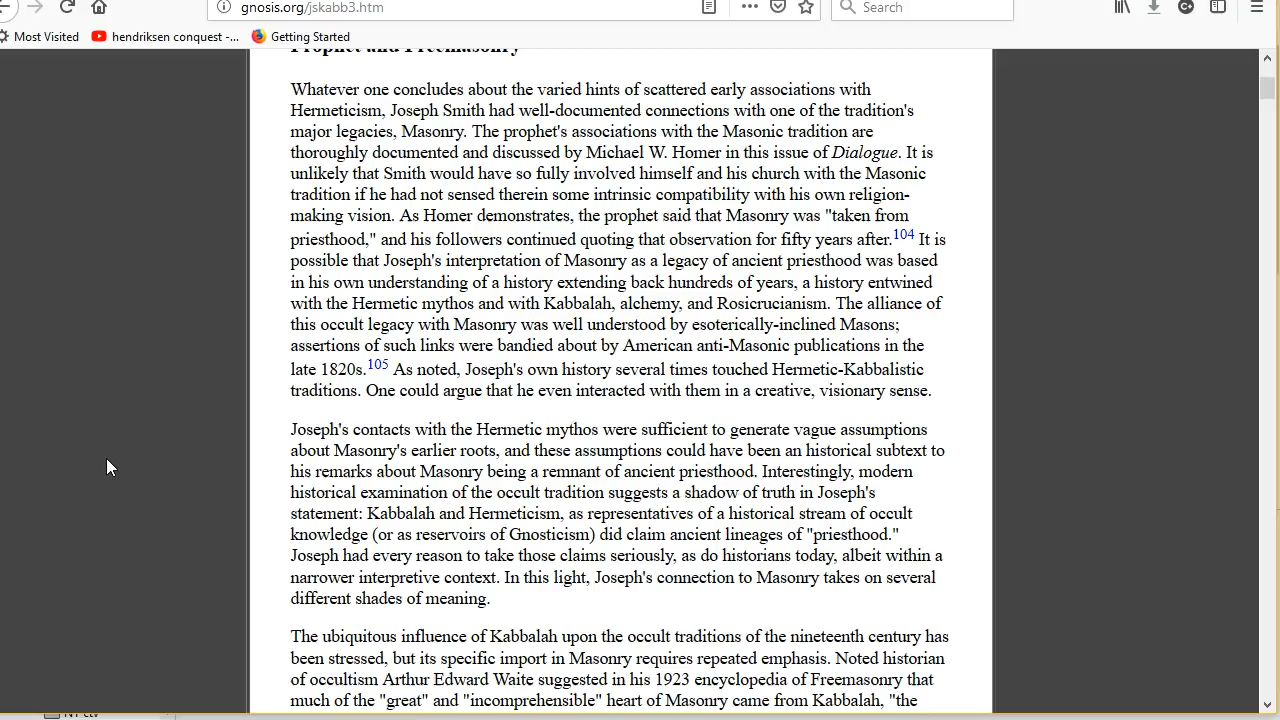 gnosis.org/jskabb3.htm
Search
Most Visited
hendriksen conquest -...
Getting Started
Prophet and Freemasonry
Whatever one concludes about the varied hints of scattered early associations with
Hermeticism, Joseph Smith had well-documented connections with one of the tradition's
major legacies, Masonry. The prophet's associations with the Masonic tradition are
thoroughly documented and discussed by Michael W. Homer in this issue of Dialogue. It is
unlikely that Smith would have so fully involved himself and his church with the Masonic
tradition if he had not sensed therein some intrinsic compatibility with his own religion-
making vision. As Homer demonstrates, the prophet said that Masonry was "taken from
priesthood," and his followers continued quoting that observation for fifty years after.104 It is
possible that Joseph's interpretation of Masonry as a legacy of ancient priesthood was based
in his own understanding of a history extending back hundreds of years, a history entwined
with the Hermetic mythos and with Kabbalah, alchemy, and Rosicrucianism. The alliance of
this occult legacy with Masonry was well understood by esoterically-inclined Masons;
assertions of such links were bandied about by American anti-Masonic publications in the
late 1820s.105 As noted, Joseph's own history several times touched Hermetic-Kabbalistic
traditions. One could argue that he even interacted with them in a creative, visionary sense.
Joseph's contacts with the Hermetic mythos were sufficient to generate vague assumptions
about Masonry's earlier roots, and these assumptions could have been an historical subtext to
his remarks about Masonry being a remnant of ancient priesthood. Interestingly, modern
historical examination of the occult tradition suggests a shadow of truth in Joseph's
statement: Kabbalah and Hermeticism, as representatives of a historical stream of occult
knowledge (or as reservoirs of Gnosticism) did claim ancient lineages of "priesthood."
Joseph had every reason to take those claims seriously, as do historians today, albeit within a
narrower interpretive context. In this light, Joseph's connection to Masonry takes on several
different shades of meaning.
The ubiquitous influence of Kabbalah upon the occult traditions of the nineteenth century has
been stressed, but its specific import in Masonry requires repeated emphasis. Noted historian
of occultism Arthur Edward Waite suggested in his 1923 encyclopedia of Freemasonry that
much of the "great" and "incomprehensible" heart of Masonry came from Kabbalah, "the